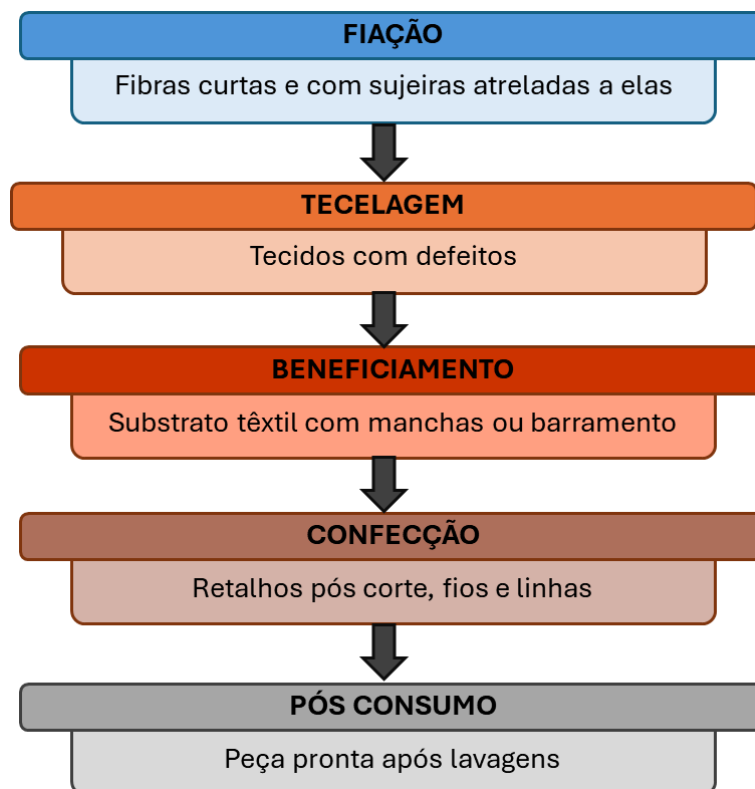 FIAÇÃO
Fibras curtas e com sujeiras atreladas a elas
TECELAGEM
Tecidos com defeitos
BENEFICIAMENTO
Substrato têxtil com manchas ou barramento
CONFECÇÃO
Retalhos pós corte, fios e linhas
PÓS CONSUMO
Peça pronta após lavagens